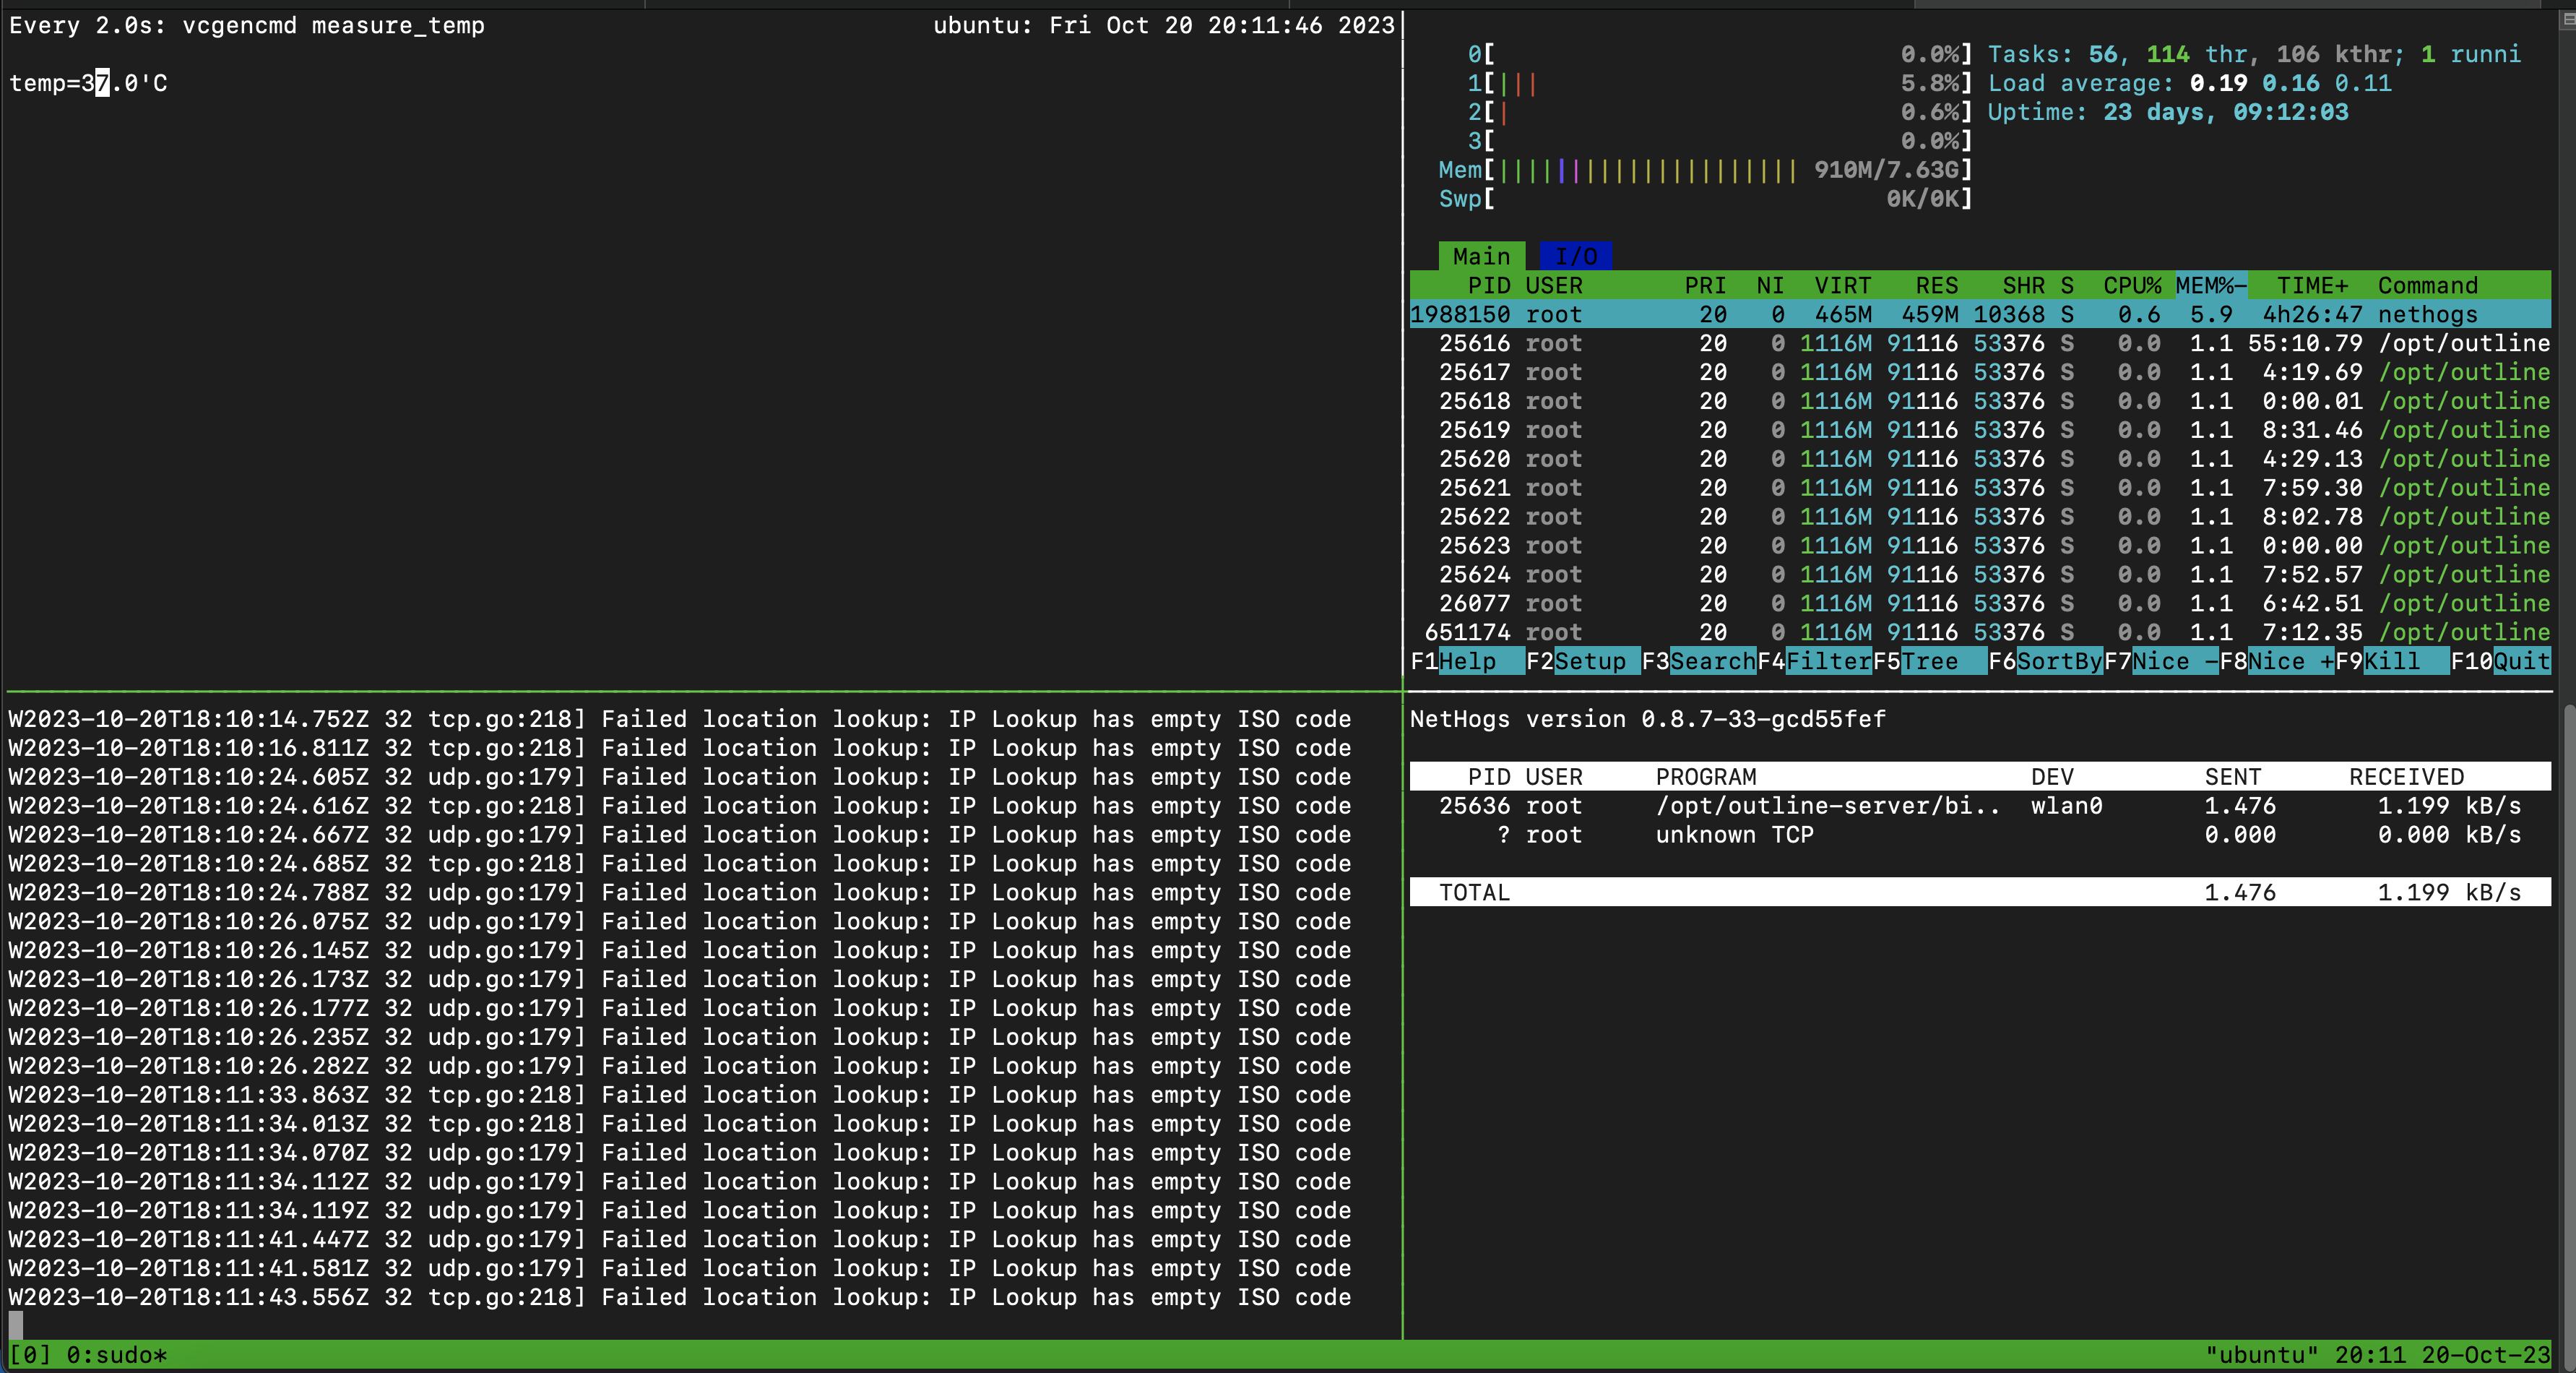 Every 2.0s: vcgencmd measure_temp ubuntu: Fri Oct 20 20:11:46 2023
temp=37.0'C
0[ 0.0%] Tasks: 56, 114 thr, 106 kthr; 1 runni
1[||| 5.8%] Load average: 0.19 0.16 0.11
2[| 0.6%] Uptime: 23 days, 09:12:03
3[ 0.0%]
Mem[||||||||||||||||||||| 910M/7.63G]
Swp[ 0K/0K]
Main I/O
PID USER PRI NI VIRT RES SHR S CPU% MEM%- TIME+ Command
1988150 root 20 0 465M 459M 10368 S 0.6 5.9 4h26:47 nethogs
25616 root 20 0 1116M 91116 53376 S 0.0 1.1 55:10.79 /opt/outline
25617 root 20 0 1116M 91116 53376 S 0.0 1.1 4:19.69 /opt/outline
25618 root 20 0 1116M 91116 53376 S 0.0 1.1 0:00.01 /opt/outline
25619 root 20 0 1116M 91116 53376 S 0.0 1.1 8:31.46 /opt/outline
25620 root 20 0 1116M 91116 53376 S 0.0 1.1 4:29.13 /opt/outline
25621 root 20 0 1116M 91116 53376 S 0.0 1.1 7:59.30 /opt/outline
25622 root 20 0 1116M 91116 53376 S 0.0 1.1 8:02.78 /opt/outline
25623 root 20 0 1116M 91116 53376 S 0.0 1.1 0:00.00 /opt/outline
25624 root 20 0 1116M 91116 53376 S 0.0 1.1 7:52.57 /opt/outline
26077 root 20 0 1116M 91116 53376 S 0.0 1.1 6:42.51 /opt/outline
651174 root 20 0 1116M 91116 53376 S 0.0 1.1 7:12.35 /opt/outline
F1Help F2Setup F3SearchF4FilterF5Tree F6SortByF7Nice -F8Nice +F9Kill F10Quit
W2023-10-20T18:10:14.752Z 32 tcp.go:218] Failed location lookup: IP Lookup has empty ISO code
W2023-10-20T18:10:16.811Z 32 tcp.go:218] Failed location lookup: IP Lookup has empty ISO code
W2023-10-20T18:10:24.605Z 32 udp.go:179] Failed location lookup: IP Lookup has empty ISO code
W2023-10-20T18:10:24.616Z 32 tcp.go:218] Failed location lookup: IP Lookup has empty ISO code
W2023-10-20T18:10:24.667Z 32 udp.go:179] Failed location lookup: IP Lookup has empty ISO code
W2023-10-20T18:10:24.685Z 32 tcp.go:218] Failed location lookup: IP Lookup has empty ISO code
W2023-10-20T18:10:24.788Z 32 udp.go:179] Failed location lookup: IP Lookup has empty ISO code
W2023-10-20T18:10:26.075Z 32 udp.go:179] Failed location lookup: IP Lookup has empty ISO code
W2023-10-20T18:10:26.145Z 32 udp.go:179] Failed location lookup: IP Lookup has empty ISO code
W2023-10-20T18:10:26.173Z 32 udp.go:179] Failed location lookup: IP Lookup has empty ISO code
W2023-10-20T18:10:26.177Z 32 udp.go:179] Failed location lookup: IP Lookup has empty ISO code
W2023-10-20T18:10:26.235Z 32 udp.go:179] Failed location lookup: IP Lookup has empty ISO code
W2023-10-20T18:10:26.282Z 32 udp.go:179] Failed location lookup: IP Lookup has empty ISO code
W2023-10-20T18:11:33.863Z 32 tcp.go:218] Failed location lookup: IP Lookup has empty ISO code
W2023-10-20T18:11:34.013Z 32 tcp.go:218] Failed location lookup: IP Lookup has empty ISO code
W2023-10-20T18:11:34.070Z 32 udp.go:179] Failed location lookup: IP Lookup has empty ISO code
W2023-10-20T18:11:34.112Z 32 udp.go:179] Failed location lookup: IP Lookup has empty ISO code
W2023-10-20T18:11:34.119Z 32 udp.go:179] Failed location lookup: IP Lookup has empty ISO code
W2023-10-20T18:11:41.447Z 32 udp.go:179] Failed location lookup: IP Lookup has empty ISO code
W2023-10-20T18:11:41.581Z 32 udp.go:179] Failed location lookup: IP Lookup has empty ISO code
W2023-10-20T18:11:43.556Z 32 tcp.go:218] Failed location lookup: IP Lookup has empty ISO code
NetHogs version 0.8.7-33-gcd55fef
PID USER PROGRAM DEV SENT RECEIVED
25636 root /opt/outline-server/bi.. wlan0 1.476 1.199 kB/s
? root unknown TCP 0.000 0.000 kB/s
TOTAL 1.476 1.199 kB/s
[0] 0:sudo* "ubuntu" 20:11 20-Oct-23